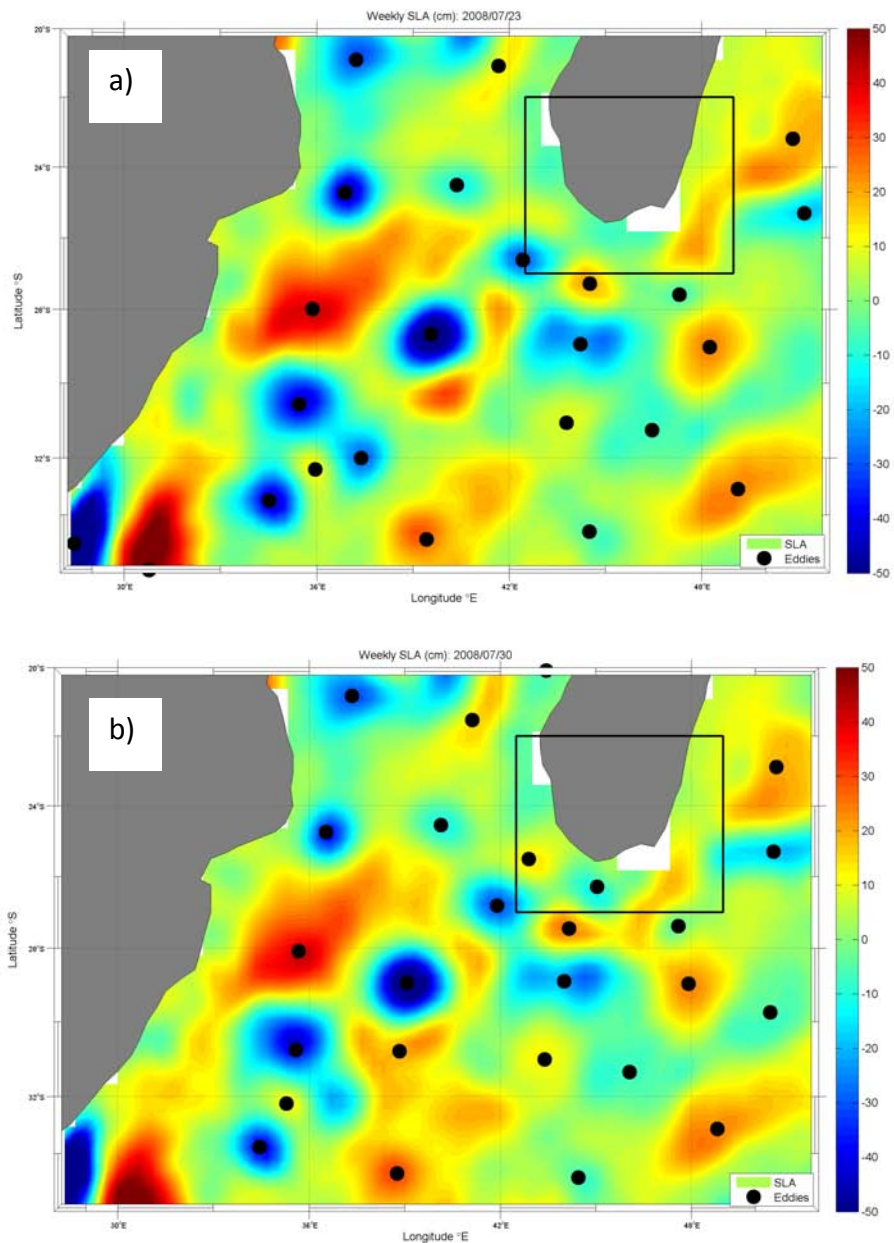 Weekly SLA (cm): 2008/07/23
a)
20°S
24°S
28°S
32°S
Latitude °S
30°E 36°E 42°E 48°E
Longitude °E
SLA
Eddies
50
40
30
20
10
0
-10
-20
-30
-40
-50
Weekly SLA (cm): 2008/07/30
b)
20°S
24°S
28°S
32°S
Latitude °S
30°E 36°E 42°E 48°E
Longitude °E
SLA
Eddies
50
40
30
20
10
0
-10
-20
-30
-40
-50